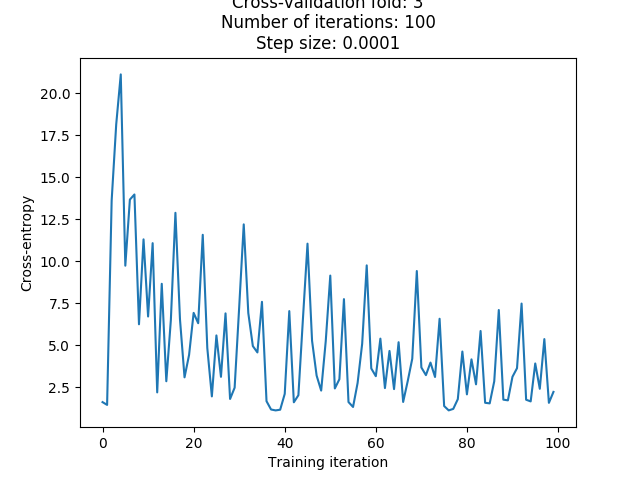 Cross-validation fold: 3
Number of iterations: 100
Step size: 0.0001
20.0
17.5
15.0
12.5
10.0
7.5
5.0
2.5
Cross-entropy
0 20 40 60 80 100
Training iteration